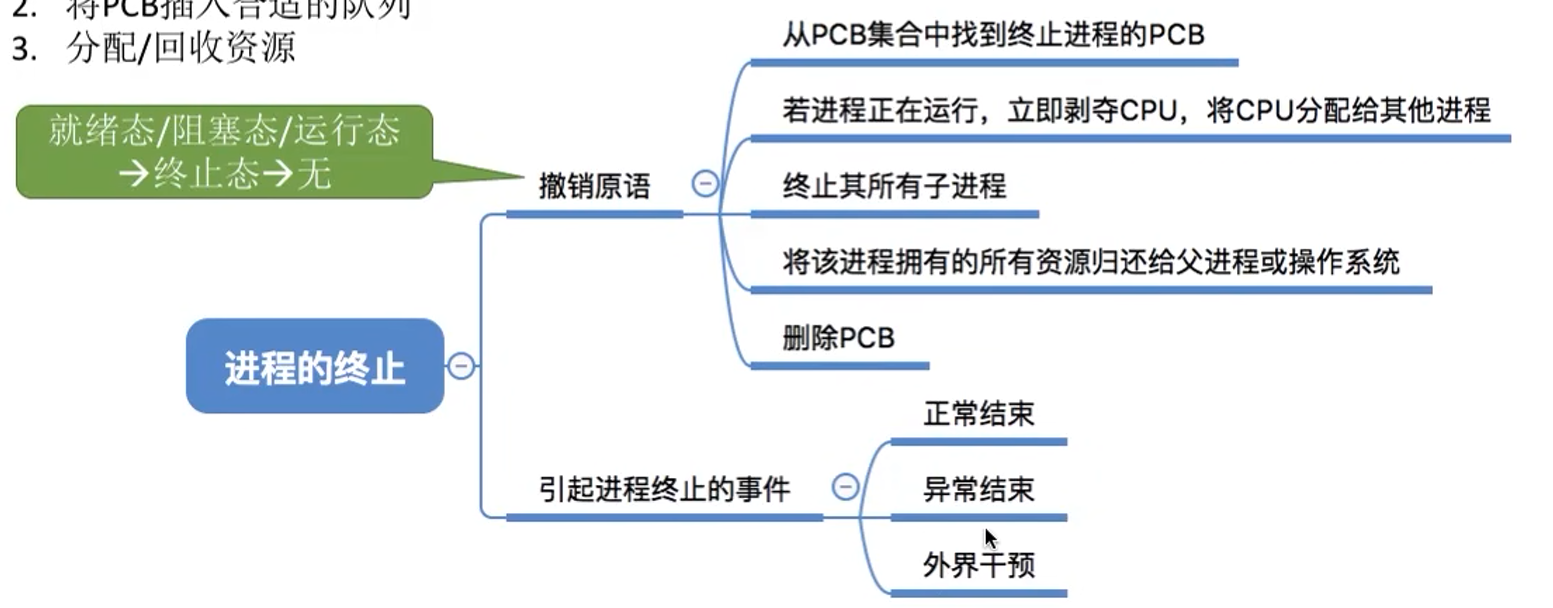 2. 将PCB插入合适的队列
3. 分配/回收资源
就绪态/阻塞态/运行态
→终止态→无
进程的终止
撤销原语
从PCB集合中找到终止进程的PCB
若进程正在运行，立即剥夺CPU，将CPU分配给其他进程
终止其所有子进程
将该进程拥有的所有资源归还给父进程或操作系统
删除PCB
引起进程终止的事件
正常结束
异常结束
外界干预